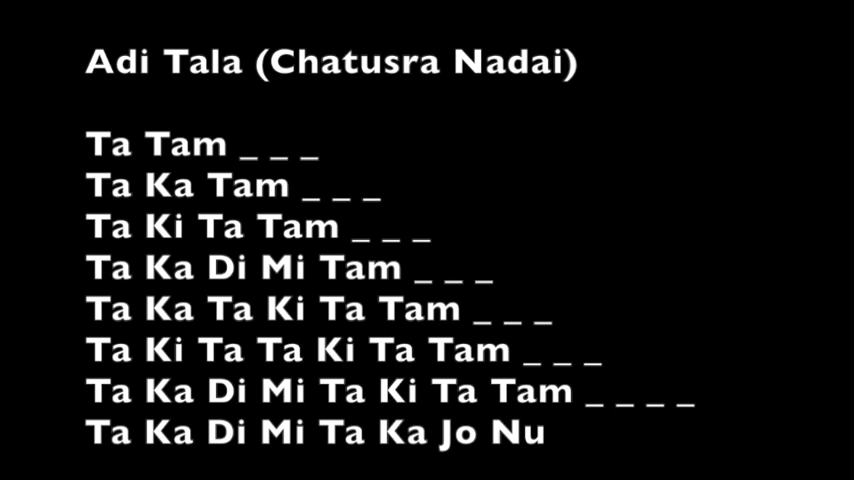 Adi Tala (Chatusra Nadai)
Ta Tam _ _ _
Ta Ka Tam _ _ _
Ta Ki Ta Tam _ _ _
Ta Ka Di Mi Tam _ _ _
Ta Ka Ta Ki Ta Tam _ _ _
Ta Ki Ta Ta Ki Ta Tam _ _ _
Ta Ka Di Mi Ta Ki Ta Tam _ _ _ _
Ta Ka Di Mi Ta Ka Jo Nu